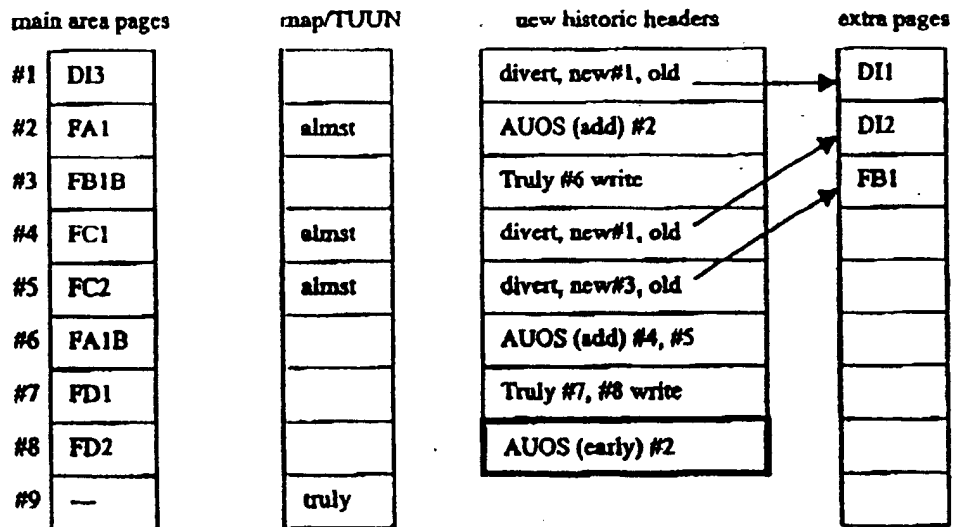 main area pages map/TUUN new historic headers extra pages
#1 DI3 divert, new#1, old DI1
#2 FA1 almst AUOS (add) #2 DI2
#3 FB1B Truly #6 write FB1
#4 FC1 almst divert, new#1, old
#5 FC2 almst divert, new#3, old
#6 FA1B AUOS (add) #4, #5
#7 FD1 Truly #7, #8 write
#8 FD2 AUOS (early) #2
#9 — truly